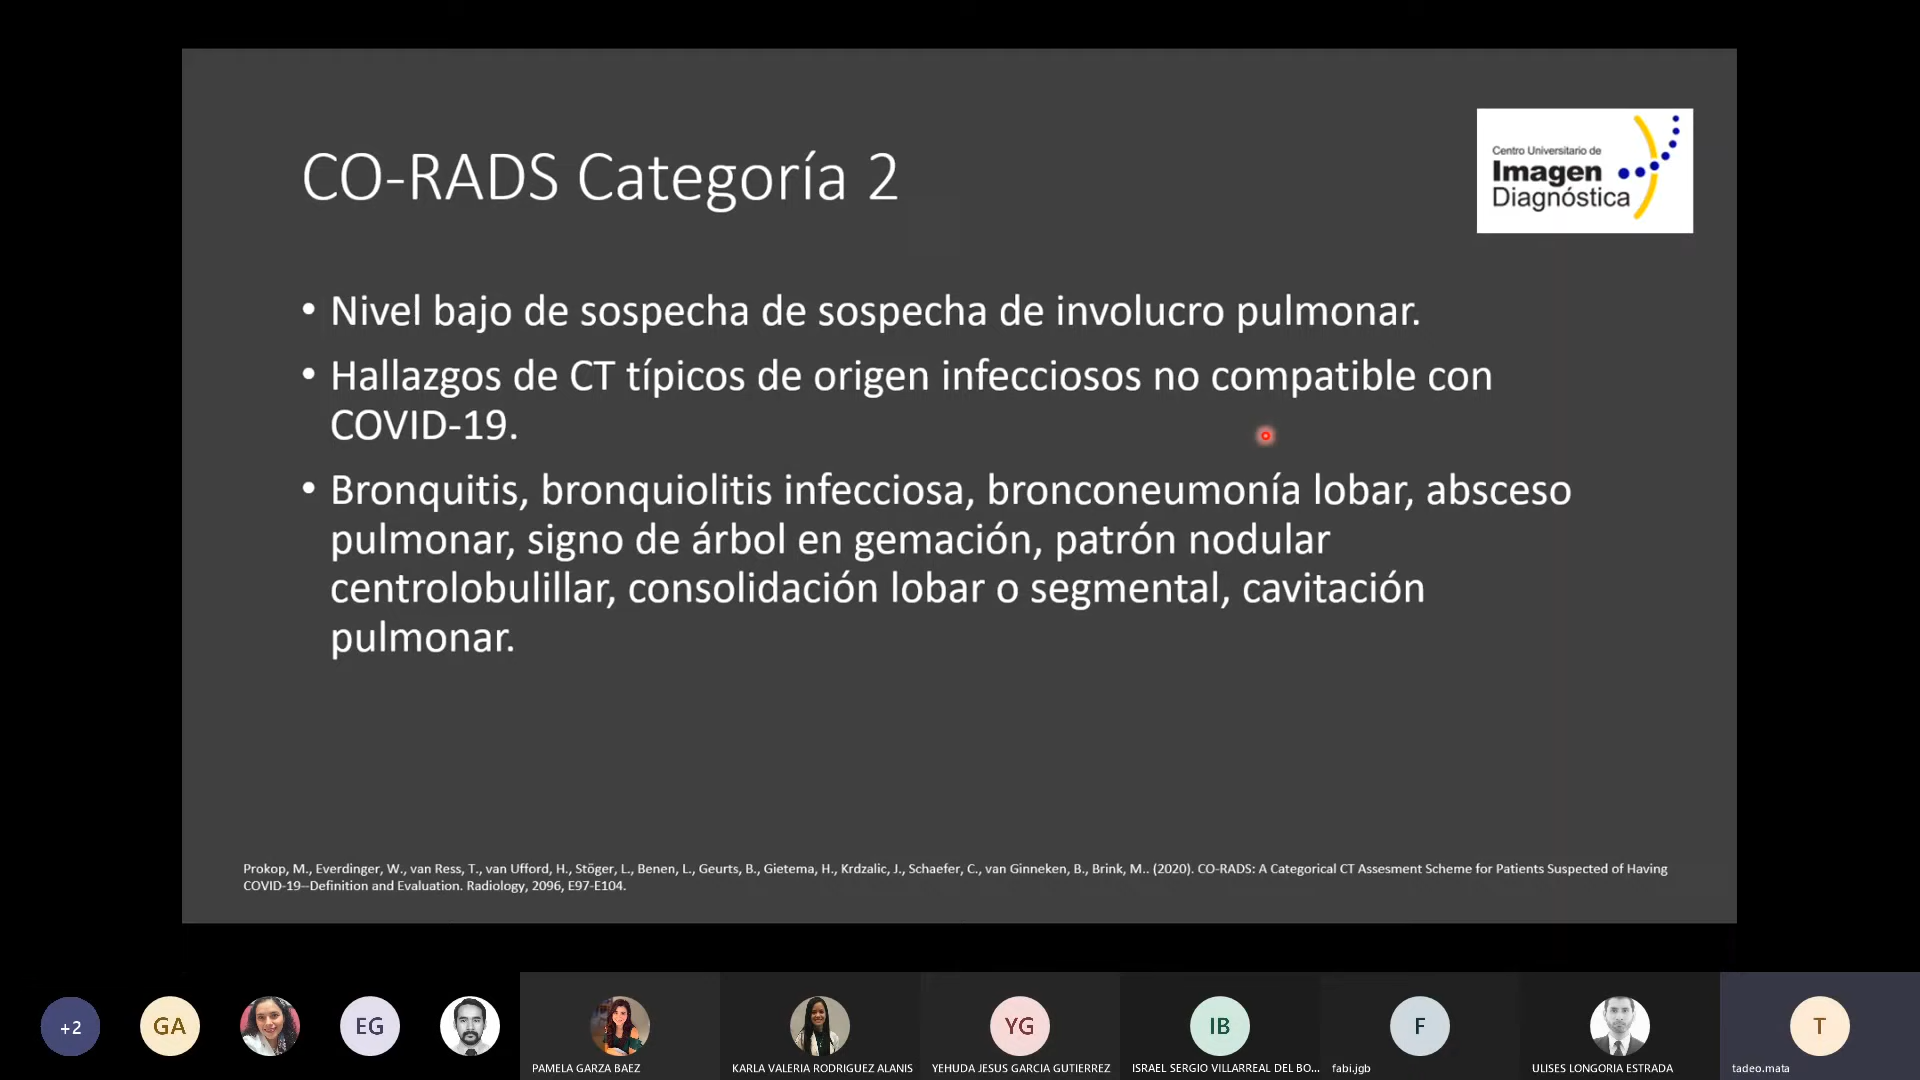 CO-RADS Categoría 2
Centro Universitario de
Imagen
Diagnóstica
• Nivel bajo de sospecha de sospecha de involucro pulmonar.
• Hallazgos de CT típicos de origen infecciosos no compatible con
COVID-19.
• Bronquitis, bronquiolitis infecciosa, bronconeumonía lobar, absceso
pulmonar, signo de árbol en gemación, patrón nodular
centrolobulillar, consolidación lobar o segmental, cavitación
pulmonar.
Prokop, M., Everdinger, W., van Ress, T., van Ufford, H., Stöger, L., Benen, L., Geurts, B., Gietema, H., Krdzalic, J., Schaefer, C., van Ginneken, B., Brink, M.. (2020). CO-RADS: A Categorical CT Assesment Scheme for Patients Suspected of Having
COVID-19--Definition and Evaluation. Radiology, 2096, E97-E104.
+2 GA EG YG IB F T
PAMELA GARZA BAEZ KARLA VALERIA RODRIGUEZ ALANIS YEHUDA JESUS GARCIA GUTIERREZ ISRAEL SERGIO VILLARREAL DEL BO... fabi.jgb ULISES LONGORIA ESTRADA tadeo.mata